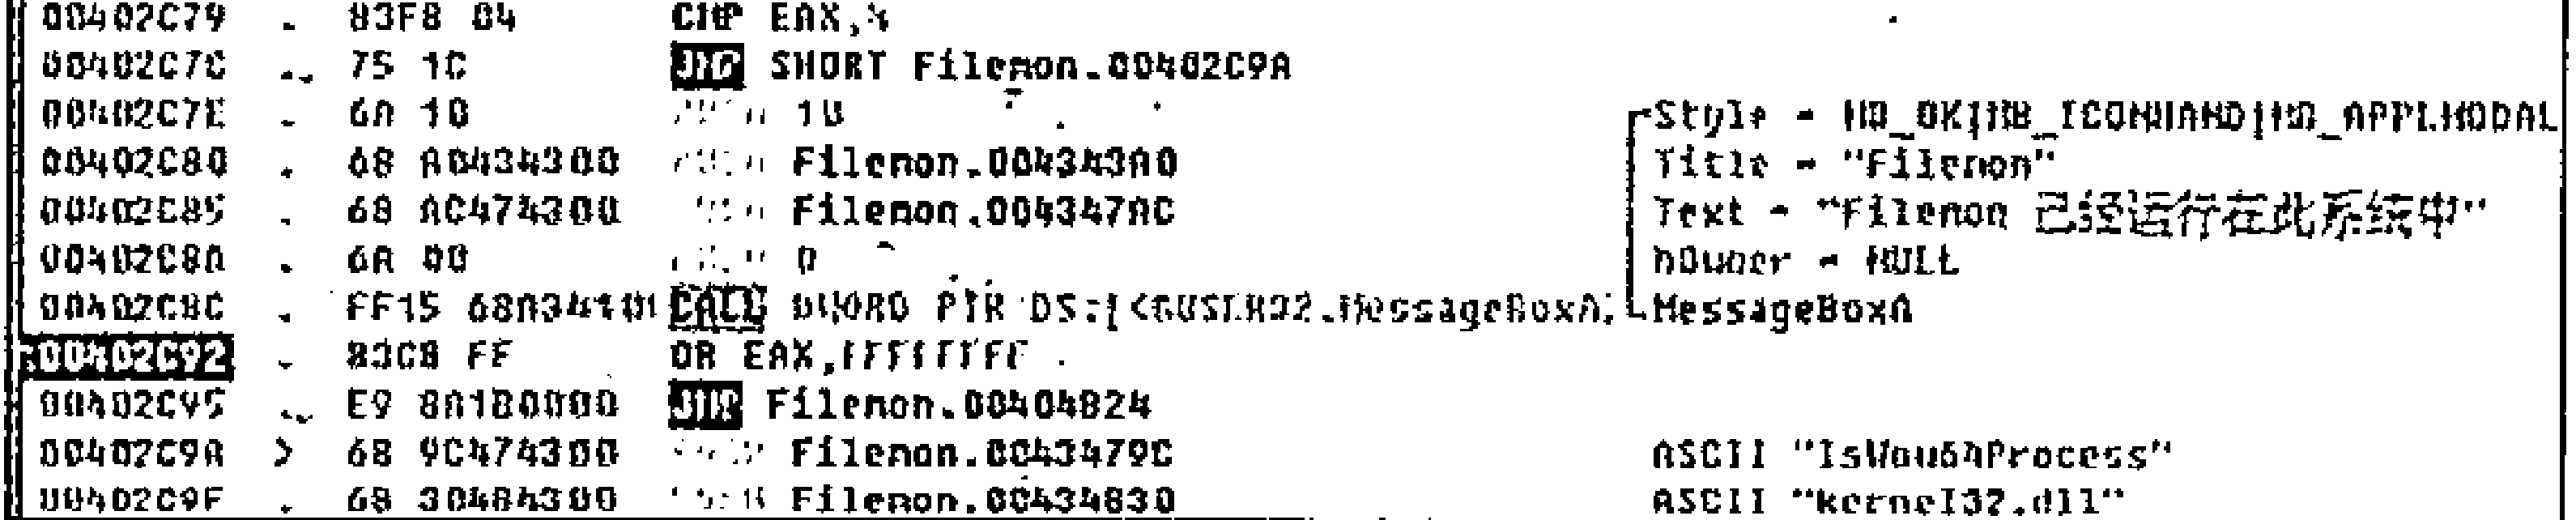 00402C79 . 83F8 04 CMP EAX,4
00402C7C .. 75 1C JNZ SHORT Filemon.00402C9A
00402C7E . 6A 10 10 Style = MB_OK|MB_ICONHAND|MB_APPLMODAL
00402C80 . 68 A0434300 Filemon.004343A0 Title = "Filemon"
00402C85 . 68 AC474300 Filemon.004347AC Text = "Filemon 已经运行在此系统中"
00402C8A . 6A 00 0 hOwner = NULL
00402C8C . FF15 CALL DWORD PTR DS:[<&USER32.MessageBoxA MessageBoxA
00402C92 . 83C8 FF OR EAX,FFFFFFFF
00402C95 .. E9 8A1B0000 JMP Filemon.00404824
00402C9A > 68 9C474300 Filemon.0043479C ASCII "IsWow64Process"
00402C9F . 68 30484300 Filemon.00434830 ASCII "kernel32.dll"